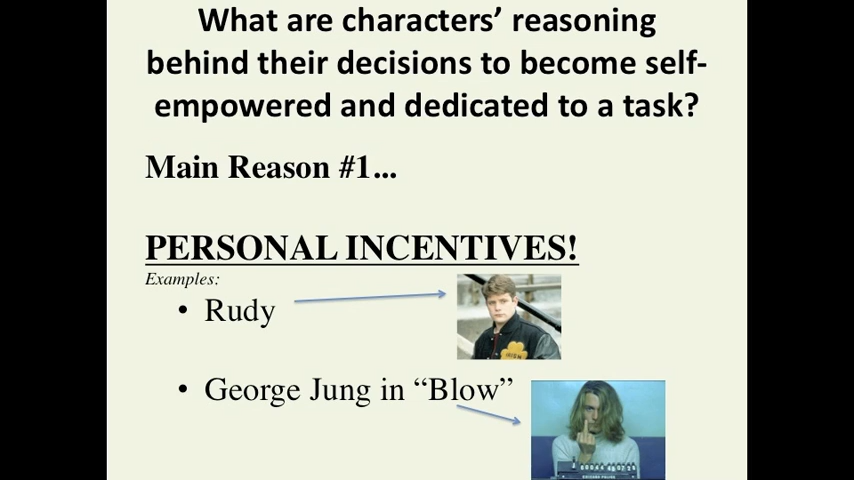 What are characters’ reasoning
behind their decisions to become self-
empowered and dedicated to a task?
Main Reason #1...
PERSONAL INCENTIVES!
Examples:
• Rudy
IRISH
• George Jung in “Blow”